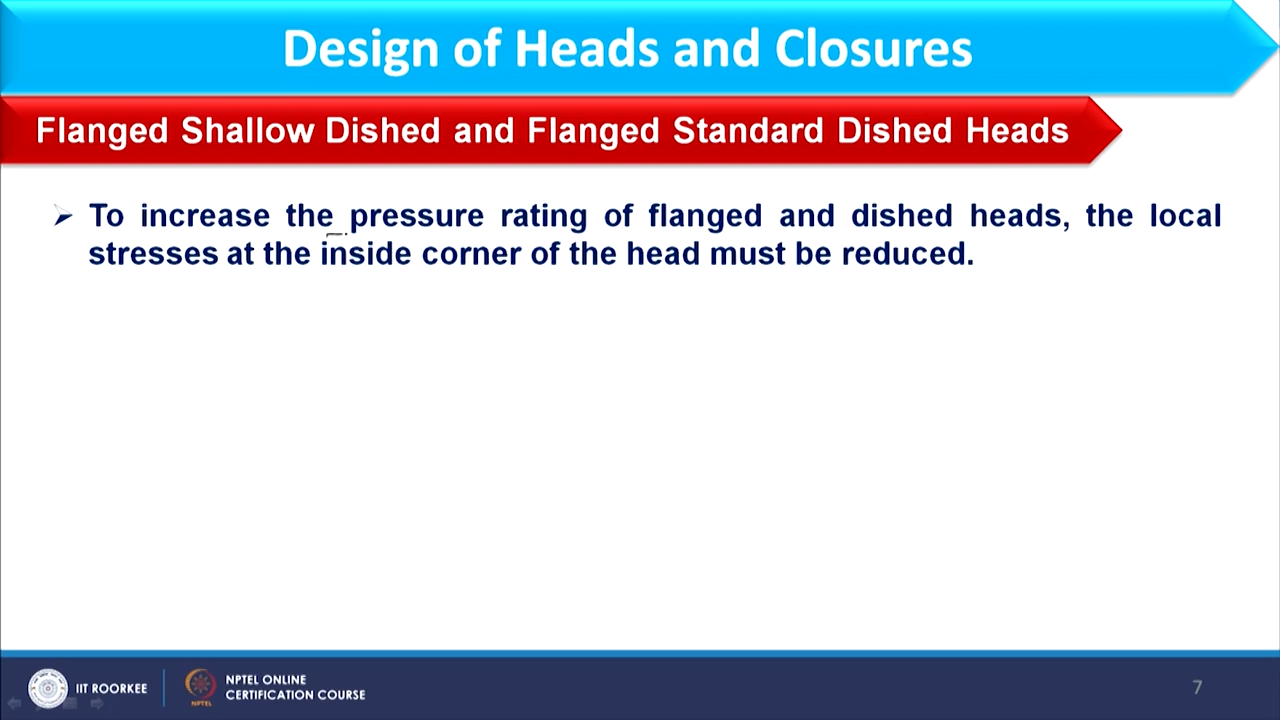 Design of Heads and Closures
Flanged Shallow Dished and Flanged Standard Dished Heads
To increase the pressure rating of flanged and dished heads, the local
stresses at the inside corner of the head must be reduced.
IIT ROORKEE
NPTEL
NPTEL ONLINE
CERTIFICATION COURSE
7